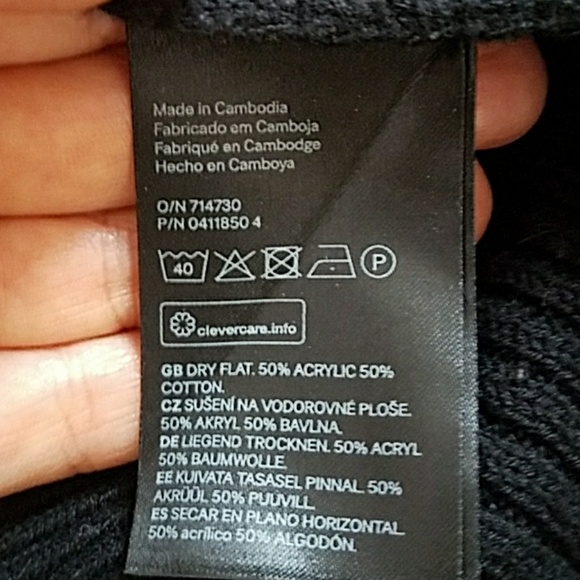 Made in Cambodia
Fabricado em Camboja
Fabriqué en Cambodge
Hecho en Camboya
O/N 714730
P/N 0411850 4
40 P
clevercare.info
GB DRY FLAT. 50% ACRYLIC 50%
COTTON.
CZ SUŠENÍ NA VODOROVNÉ PLOŠE.
50% AKRYL 50% BAVLNA.
DE LIEGEND TROCKNEN. 50% ACRYL
50% BAUMWOLLE.
EE KUIVATA TASASEL PINNAL. 50%
AKRÜÜL 50% PUUVILL.
ES SECAR EN PLANO HORIZONTAL.
50% acrílico 50% ALGODÓN.